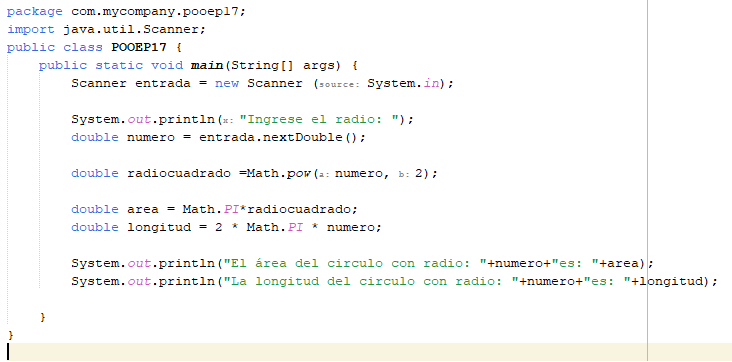 package com.mycompany.pooep17;
import java.util.Scanner;
public class POOEP17 {
public static void main(String[] args) {
Scanner entrada = new Scanner (source: System.in);
System.out.println(x: "Ingrese el radio: ");
double numero = entrada.nextDouble();
double radiocuadrado =Math.pow(a: numero, b: 2);
double area = Math.PI*radiocuadrado;
double longitud = 2 * Math.PI * numero;
System.out.println("El área del circulo con radio: "+numero+"es: "+area);
System.out.println("La longitud del circulo con radio: "+numero+"es: "+longitud);
}
}